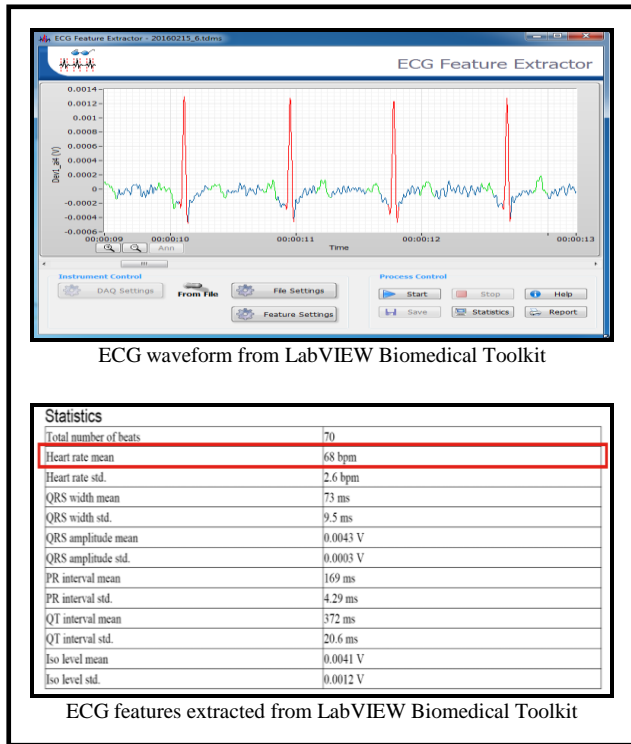 ECG Feature Extractor - 20160215_6.tdms
ECG Feature Extractor
0.0014
0.0012
0.001
0.0008
0.0006
0.0004
0.0002
0
-0.0002
-0.0004
-0.0006
Dev1_ai4 (V)
00:00:09 00:00:10 00:00:11 00:00:12 00:00:13
Ann
Time
Instrument Control
DAQ Settings
From File
File Settings
Feature Settings
Process Control
Start Stop Help
Save Statistics Report
ECG waveform from LabVIEW Biomedical Toolkit
Statistics
Total number of beats 70
Heart rate mean 68 bpm
Heart rate std. 2.6 bpm
QRS width mean 73 ms
QRS width std. 9.5 ms
QRS amplitude mean 0.0043 V
QRS amplitude std. 0.0003 V
PR interval mean 169 ms
PR interval std. 4.29 ms
QT interval mean 372 ms
QT interval std. 20.6 ms
Iso level mean 0.0041 V
Iso level std. 0.0012 V
ECG features extracted from LabVIEW Biomedical Toolkit